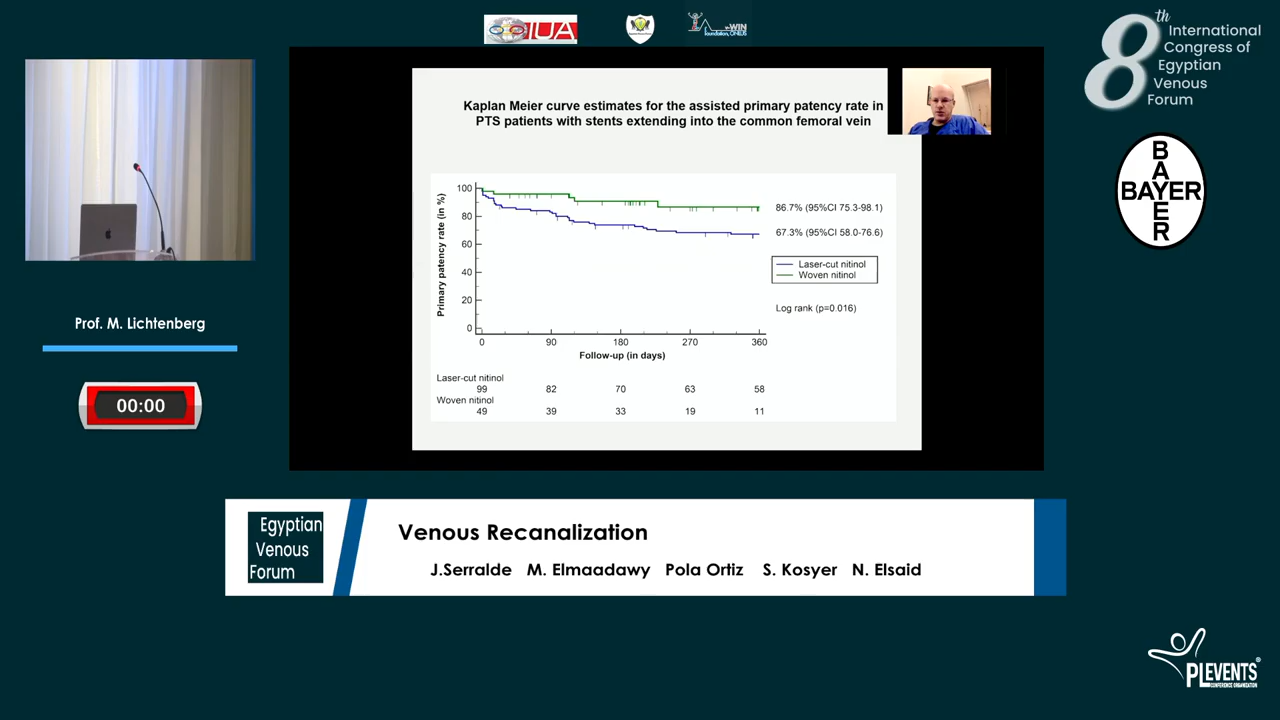 IUA
WIN
foundation, ONLUS
8th International
Congress of
Egyptian
Venous
Forum
BAYER
BAYER
Prof. M. Lichtenberg
00:00
Kaplan Meier curve estimates for the assisted primary patency rate in
PTS patients with stents extending into the common femoral vein
Primary patency rate (in %)
100
80
60
40
20
0
86.7% (95%CI 75.3-98.1)
67.3% (95%CI 58.0-76.6)
Laser-cut nitinol
Woven nitinol
Log rank (p=0.016)
0 90 180 270 360
Follow-up (in days)
Laser-cut nitinol
99 82 70 63 58
Woven nitinol
49 39 33 19 11
Egyptian
Venous
Forum
Venous Recanalization
J.Serralde M. Elmaadawy Pola Ortiz S. Kosyer N. Elsaid
PLEVENTS®
CONFERENCE ORGANIZATION